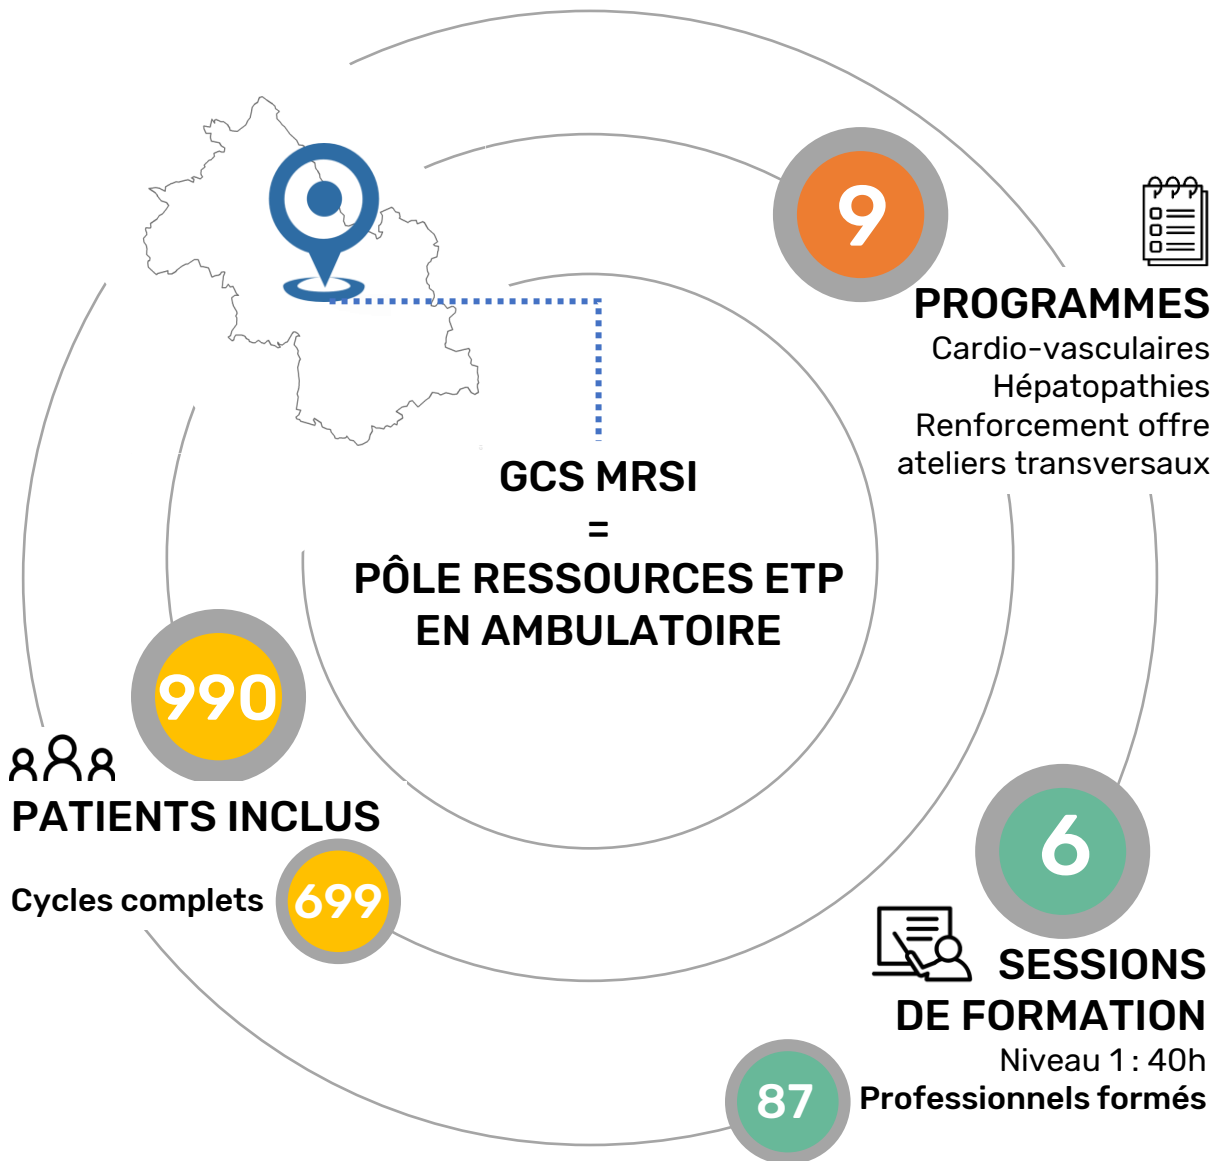 9
PROGRAMMES
Cardio-vasculaires
Hépatopathies
Renforcement offre
ateliers transversaux
GCS MRSI
=
PÔLE RESSOURCES ETP
EN AMBULATOIRE
990
PATIENTS INCLUS
Cycles complets 699
6
SESSIONS
DE FORMATION
Niveau 1 : 40h
87 Professionnels formés